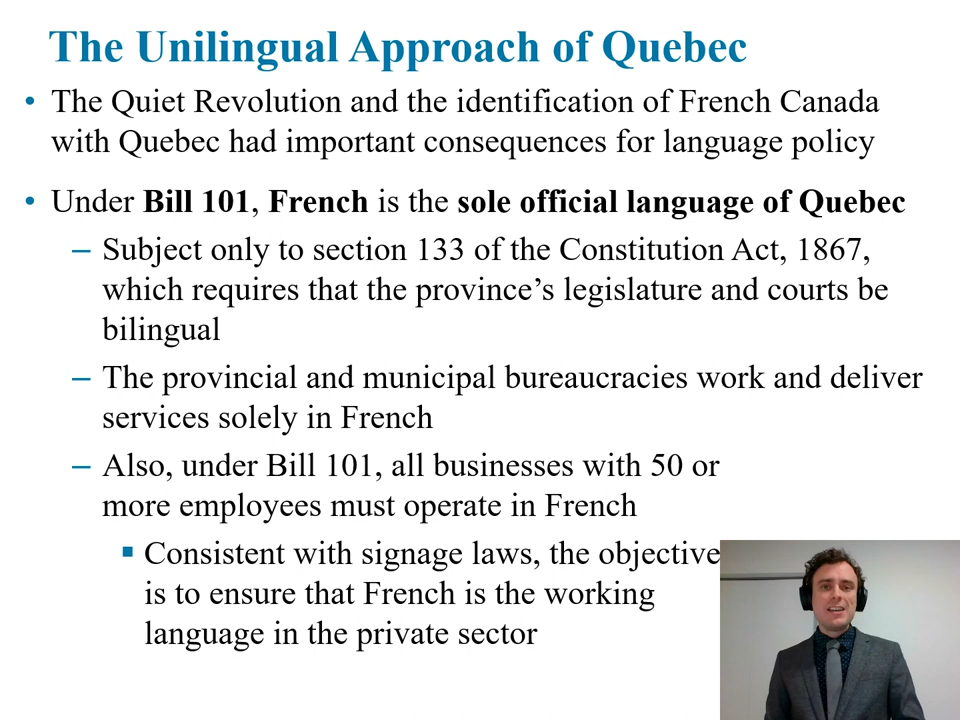 The Unilingual Approach of Quebec
• The Quiet Revolution and the identification of French Canada
with Quebec had important consequences for language policy
• Under Bill 101, French is the sole official language of Quebec
– Subject only to section 133 of the Constitution Act, 1867,
which requires that the province’s legislature and courts be
bilingual
– The provincial and municipal bureaucracies work and deliver
services solely in French
– Also, under Bill 101, all businesses with 50 or
more employees must operate in French
▪ Consistent with signage laws, the objective
is to ensure that French is the working
language in the private sector